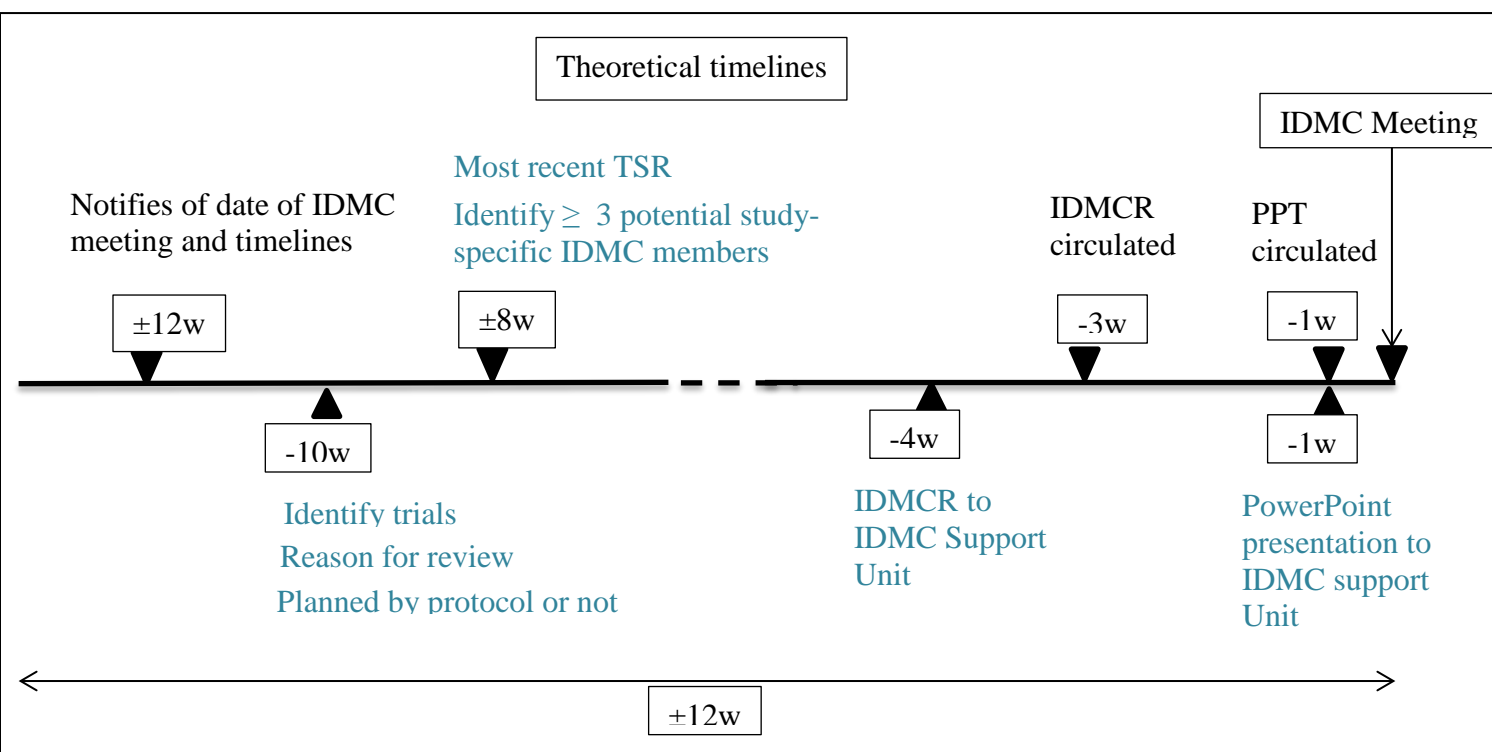 Theoretical timelines
IDMC Meeting
Most recent TSR
Identify ≥ 3 potential study-
specific IDMC members
Notifies of date of IDMC
meeting and timelines
IDMCR
circulated
PPT
circulated
±12w
±8w
-3w
-1w
-10w
-4w
-1w
Identify trials
Reason for review
Planned by protocol or not
IDMCR to
IDMC Support
Unit
PowerPoint
presentation to
IDMC support
Unit
±12w